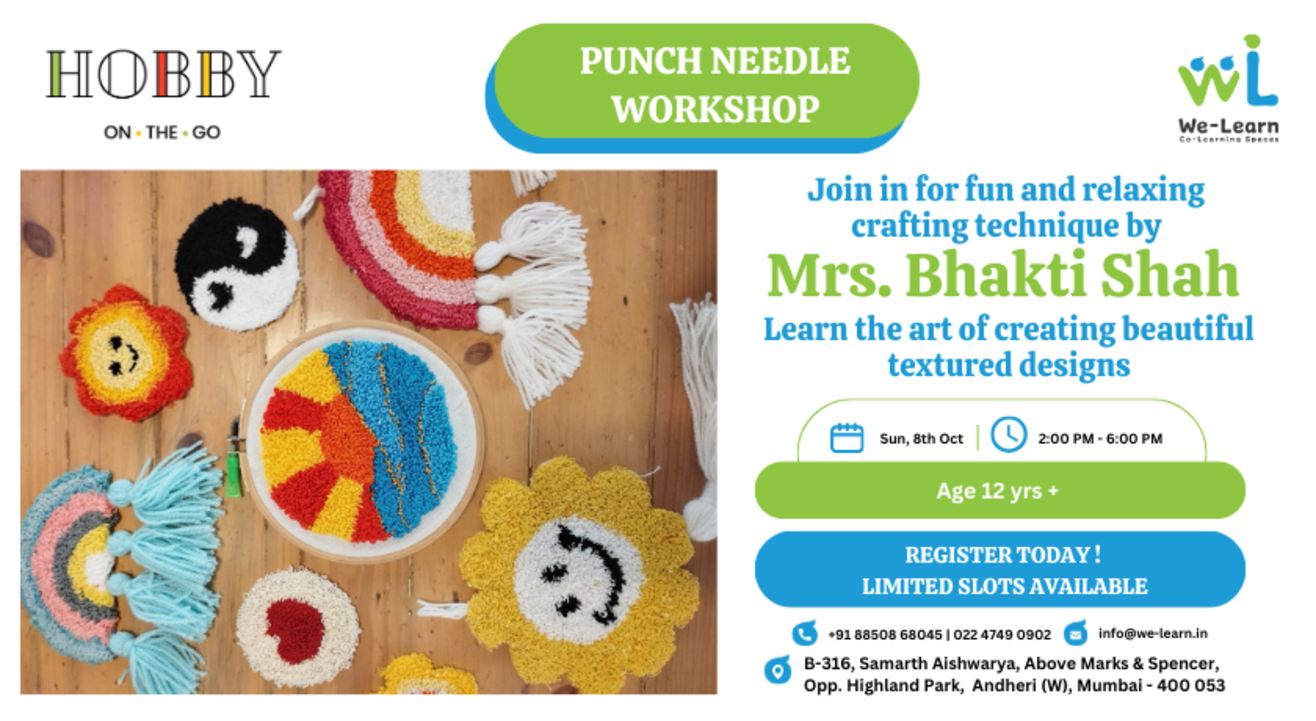 HOBBY
ON • THE • GO
PUNCH NEEDLE
WORKSHOP
We-Learn
Co-Learning Spaces
Join in for fun and relaxing
crafting technique by
Mrs. Bhakti Shah
Learn the art of creating beautiful
textured designs
Sun, 8th Oct | 2:00 PM - 6:00 PM
Age 12 yrs +
REGISTER TODAY !
LIMITED SLOTS AVAILABLE
+91 88508 68045 | 022 4749 0902 info@we-learn.in
B-316, Samarth Aishwarya, Above Marks & Spencer,
Opp. Highland Park, Andheri (W), Mumbai - 400 053